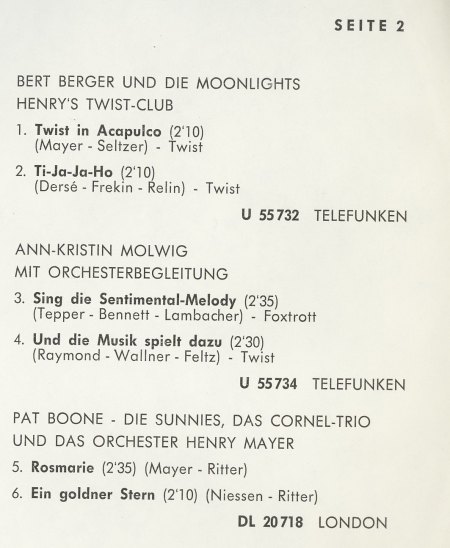 SEITE 2
BERT BERGER UND DIE MOONLIGHTS
HENRY'S TWIST-CLUB
1. Twist in Acapulco (2'10)
(Mayer - Seltzer) - Twist
2. Ti-Ja-Ja-Ho (2'10)
(Dersé - Frekin - Relin) - Twist
U 55732 TELEFUNKEN
ANN-KRISTIN MOLWIG
MIT ORCHESTERBEGLEITUNG
3. Sing die Sentimental-Melody (2'35)
(Tepper - Bennett - Lambacher) - Foxtrott
4. Und die Musik spielt dazu (2'30)
(Raymond - Wallner - Feltz) - Twist
U 55734 TELEFUNKEN
PAT BOONE - DIE SUNNIES, DAS CORNEL-TRIO
UND DAS ORCHESTER HENRY MAYER
5. Rosmarie (2'35) (Mayer - Ritter)
6. Ein goldner Stern (2'10) (Niessen - Ritter)
DL 20718 LONDON